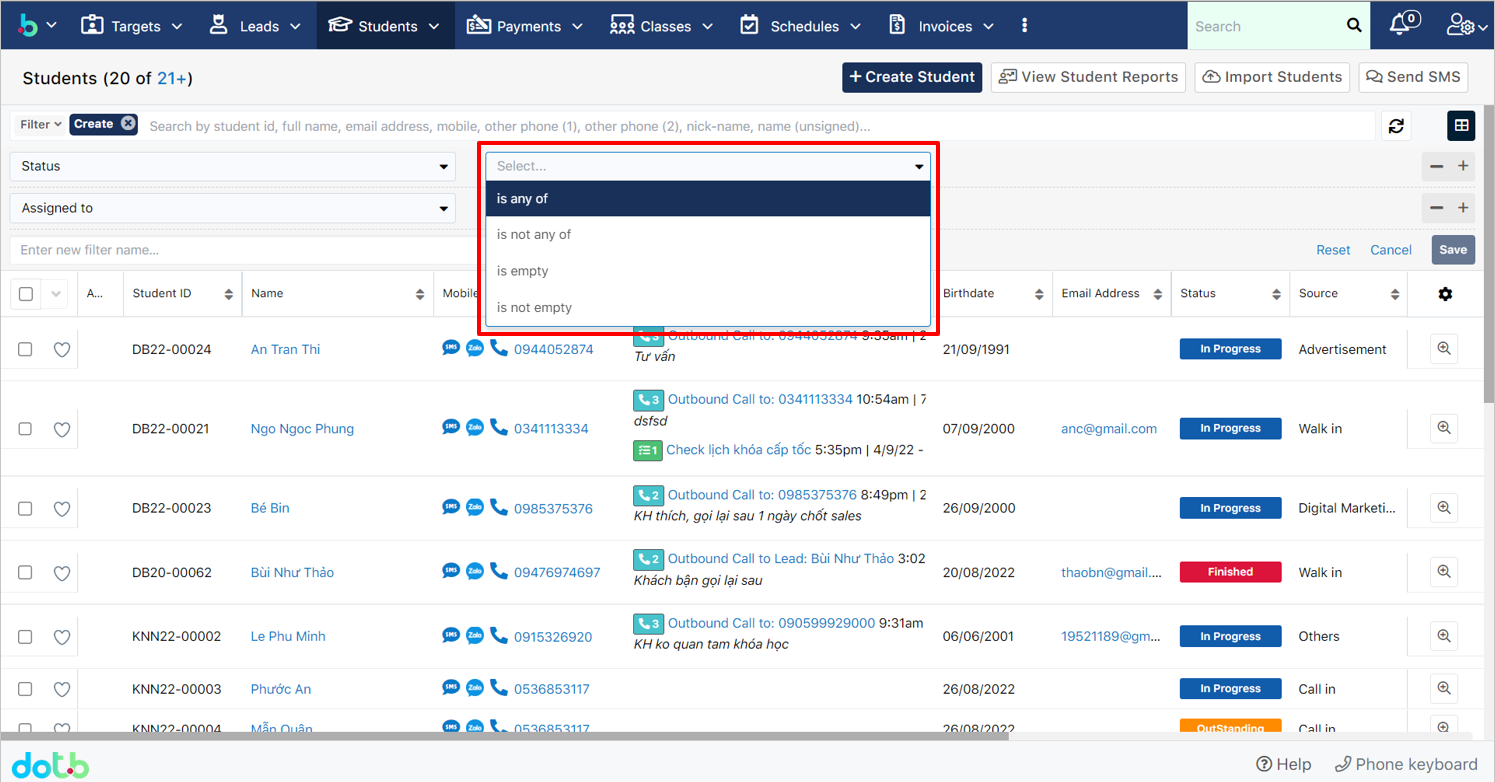 Targets Leads Students Payments Classes Schedules Invoices Search 0
Students (20 of 21+) + Create Student View Student Reports Import Students Send SMS
Filter Create Search by student id, full name, email address, mobile, other phone (1), other phone (2), nick-name, name (unsigned)...
Status Select...
is any of
Assigned to
is not any of
Enter new filter name... Reset Cancel Save
is empty
A... Student ID Name Mobile Birthdate Email Address Status Source
is not empty
3 Outbound Call to: 0944052874 9:35am | 2
DB22-00024 An Tran Thi SMS Zalo 0944052874 21/09/1991 In Progress Advertisement
Tư vấn
3 Outbound Call to: 0341113334 10:54am | 7
dsfsd
DB22-00021 Ngo Ngoc Phung SMS Zalo 0341113334 07/09/2000 anc@gmail.com In Progress Walk in
1 Check lịch khóa cấp tốc 5:35pm | 4/9/22 -
2 Outbound Call to: 0985375376 8:49pm | 2
DB22-00023 Bé Bin SMS Zalo 0985375376 26/09/2000 In Progress Digital Marketi...
KH thích, gọi lại sau 1 ngày chốt sales
2 Outbound Call to Lead: Bùi Như Thảo 3:02
DB20-00062 Bùi Như Thảo SMS Zalo 09476974697 20/08/2022 thaobn@gmail.... Finished Walk in
Khách bận gọi lại sau
3 Outbound Call to: 090599929000 9:31am
KNN22-00002 Le Phu Minh SMS Zalo 0915326920 06/06/2001 19521189@gm... In Progress Others
KH ko quan tam khóa học
KNN22-00003 Phước An SMS Zalo 0536853117 26/08/2022 In Progress Call in
KNN22-00004 Mẫn Quân SMS Zalo 0536853117 26/08/2022 OutStanding Call in
dotb Help Phone keyboard